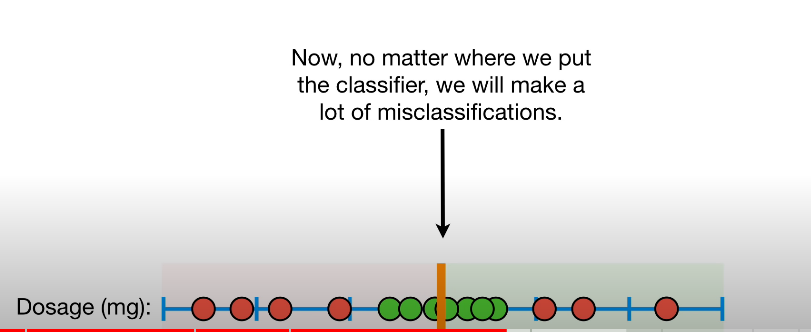 Now, no matter where we put
the classifier, we will make a
lot of misclassifications.
Dosage (mg):